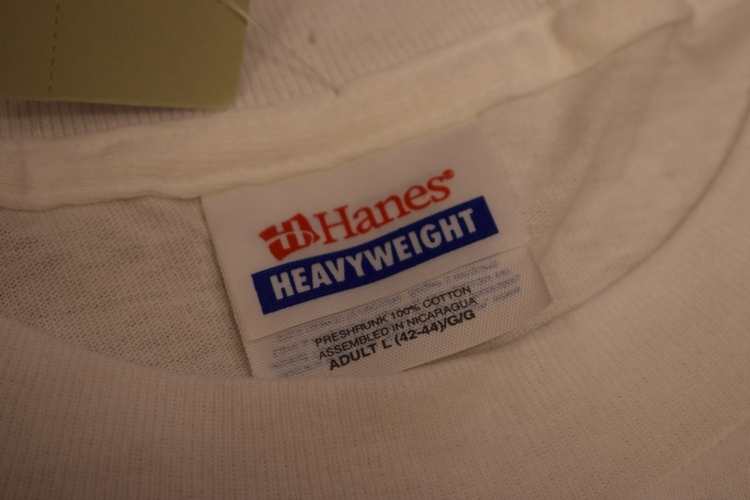 Hanes®
HEAVYWEIGHT
PRESHRUNK 100% COTTON
ASSEMBLED IN NICARAGUA
ADULT L (42-44)/G/G